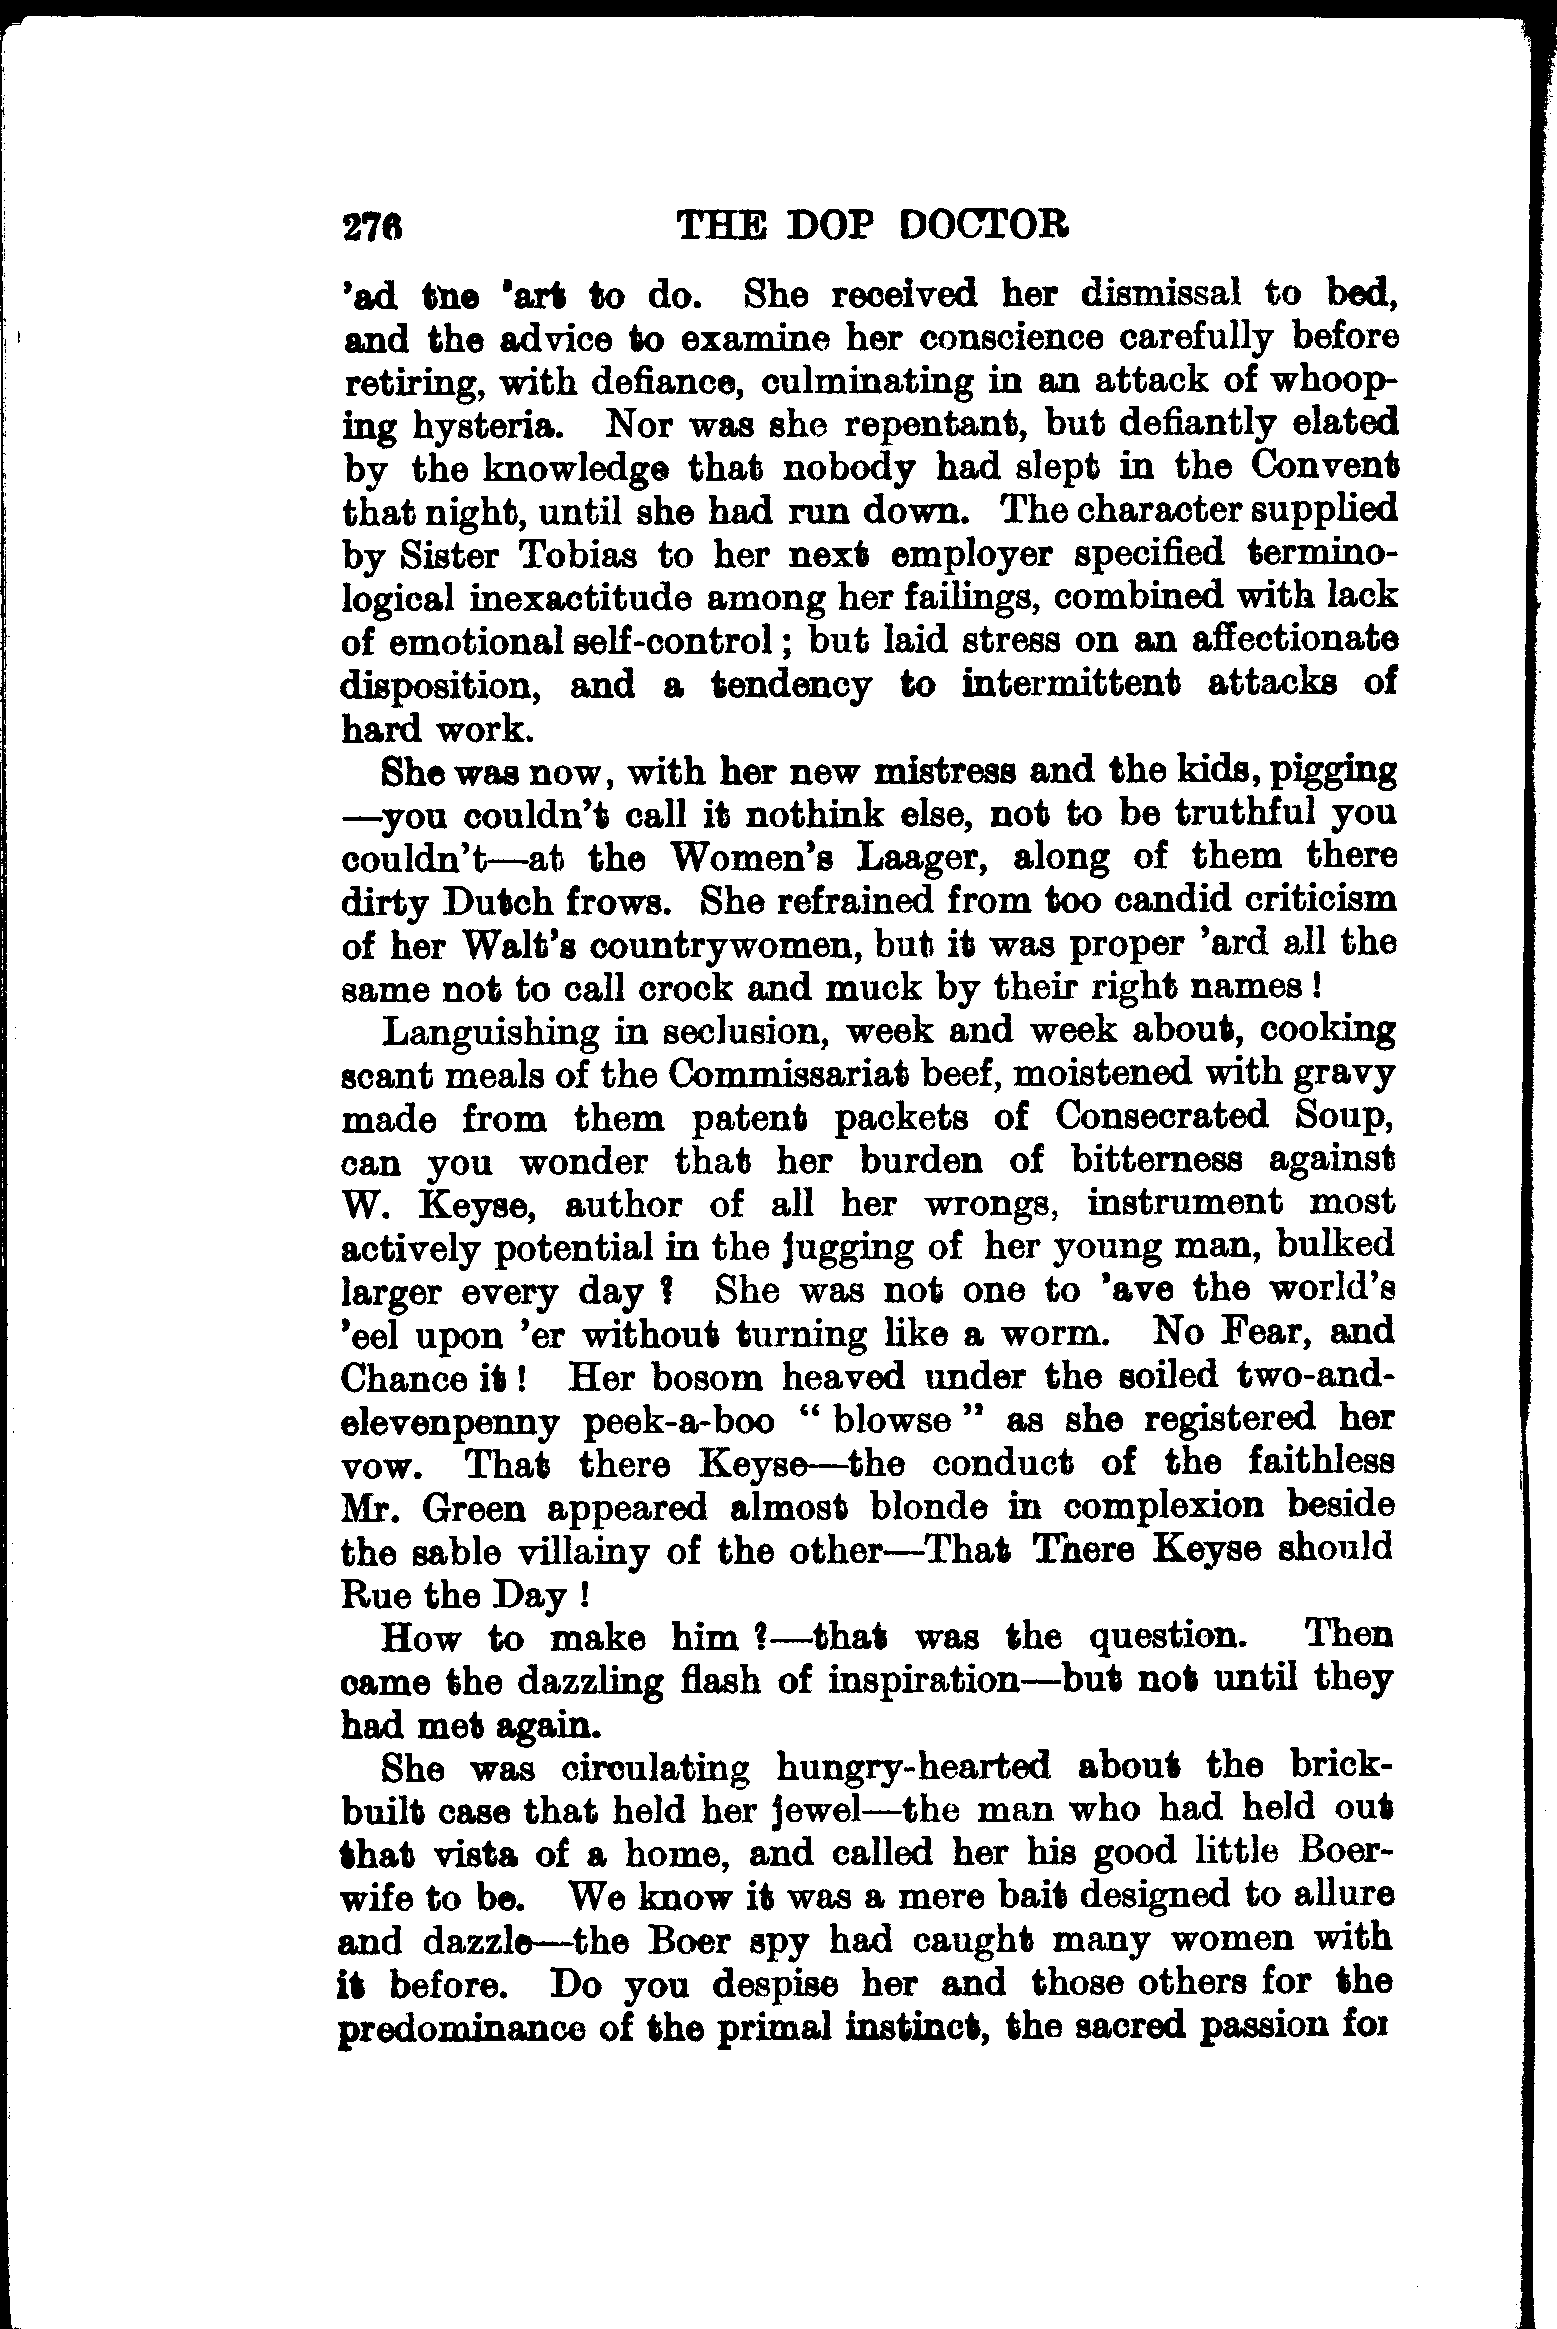 276 THE DOP DOCTOR
'ad the 'art to do. She received her dismissal to bed,
and the advice to examine her conscience carefully before
retiring, with defiance, culminating in an attack of whoop-
ing hysteria. Nor was she repentant, but defiantly elated
by the knowledge that nobody had slept in the Convent
that night, until she had run down. The character supplied
by Sister Tobias to her next employer specified termino-
logical inexactitude among her failings, combined with lack
of emotional self-control; but laid stress on an affectionate
disposition, and a tendency to intermittent attacks of
hard work.
She was now, with her new mistress and the kids, pigging
—you couldn't call it nothink else, not to be truthful you
couldn't—at the Women's Laager, along of them there
dirty Dutch frows. She refrained from too candid criticism
of her Walt's countrywomen, but it was proper 'ard all the
same not to call crock and muck by their right names!
Languishing in seclusion, week and week about, cooking
scant meals of the Commissariat beef, moistened with gravy
made from them patent packets of Consecrated Soup,
can you wonder that her burden of bitterness against
W. Keyse, author of all her wrongs, instrument most
actively potential in the jugging of her young man, bulked
larger every day? She was not one to 'ave the world's
'eel upon 'er without turning like a worm. No Fear, and
Chance it! Her bosom heaved under the soiled two-and-
elevenpenny peek-a-boo "blowse" as she registered her
vow. That there Keyse—the conduct of the faithless
Mr. Green appeared almost blonde in complexion beside
the sable villainy of the other—That There Keyse should
Rue the Day!
How to make him?—that was the question. Then
came the dazzling flash of inspiration—but not until they
had met again.
She was circulating hungry-hearted about the brick-
built case that held her jewel—the man who had held out
that vista of a home, and called her his good little Boer-
wife to be. We know it was a mere bait designed to allure
and dazzle—the Boer spy had caught many women with
it before. Do you despise her and those others for the
predominance of the primal instinct, the sacred passion for